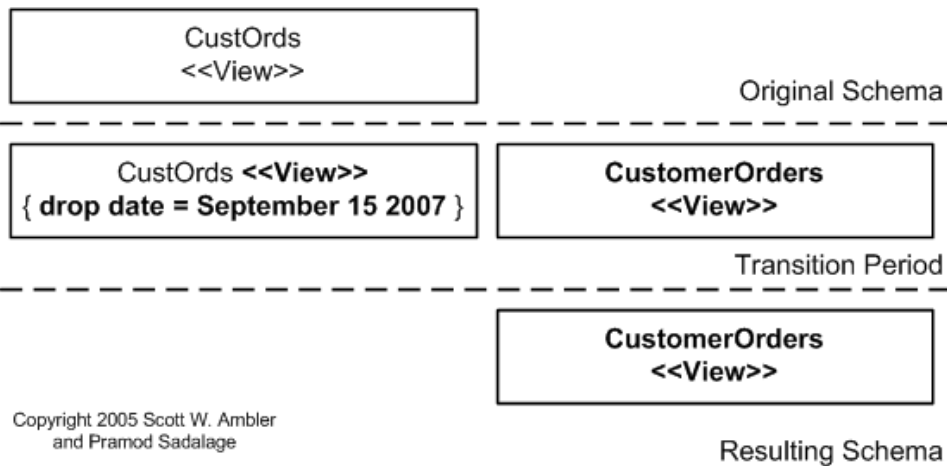 CustOrds
<<View>>
Original Schema
CustOrds <<View>>
{ drop date = September 15 2007 }
CustomerOrders
<<View>>
Transition Period
CustomerOrders
<<View>>
Copyright 2005 Scott W. Ambler
and Pramod Sadalage
Resulting Schema